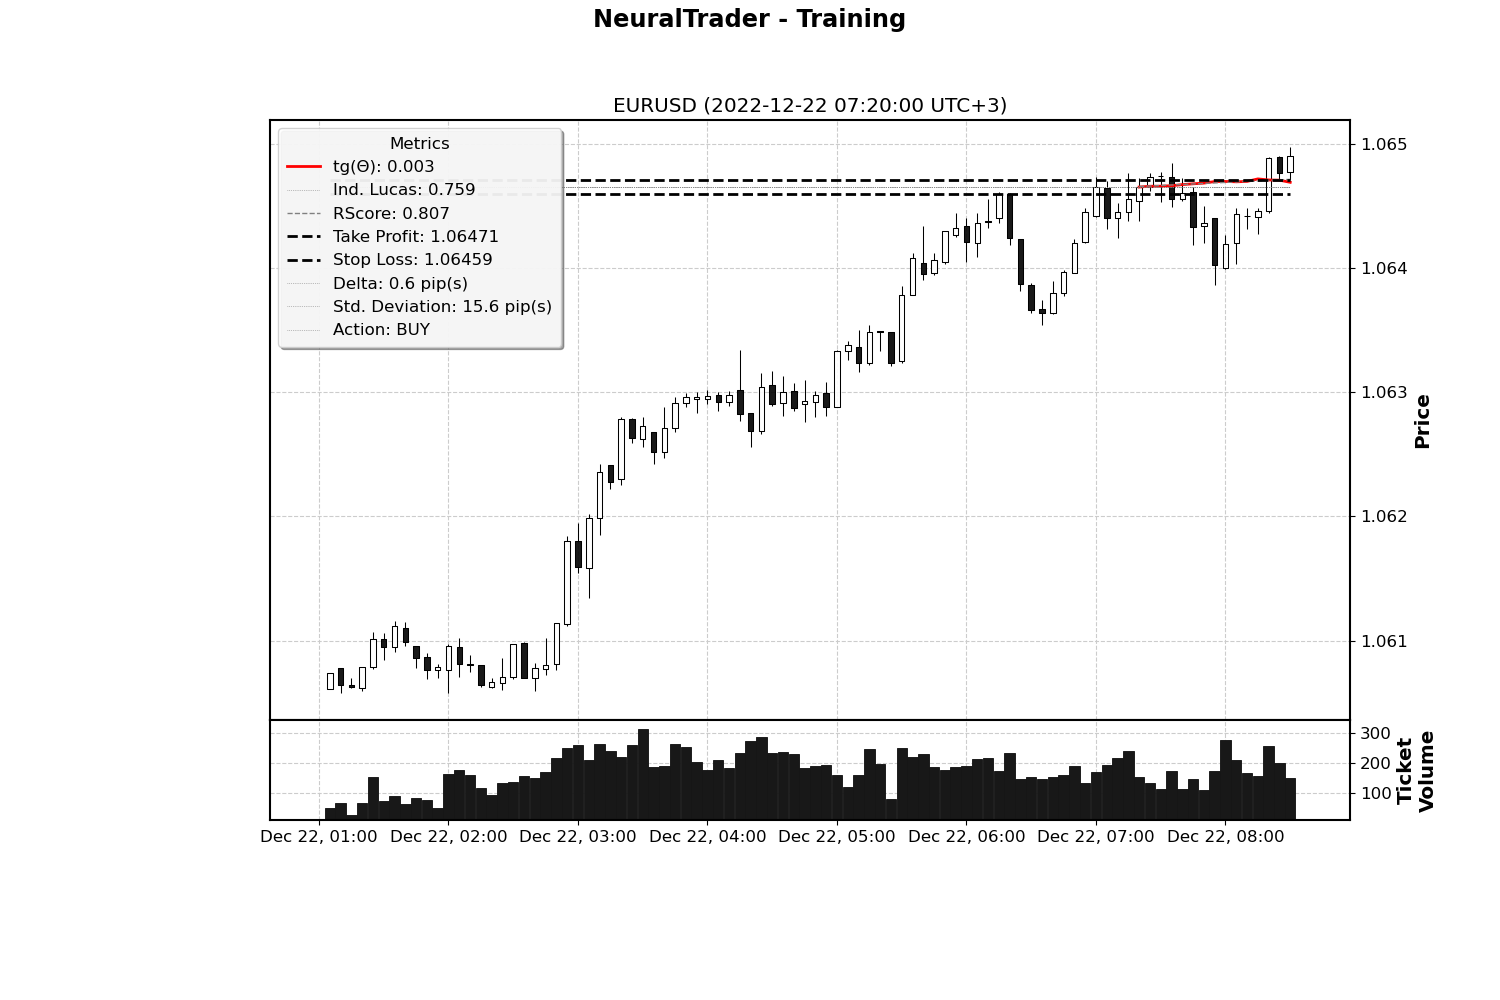 NeuralTrader - Training
EURUSD (2022-12-22 07:20:00 UTC+3)
Metrics
tg(Θ): 0.003
Ind. Lucas: 0.759
RScore: 0.807
Take Profit: 1.06471
Stop Loss: 1.06459
Delta: 0.6 pip(s)
Std. Deviation: 15.6 pip(s)
Action: BUY
1.065
1.064
1.063
1.062
1.061
Price
300
200
100
Ticket
Volume
Dec 22, 01:00 Dec 22, 02:00 Dec 22, 03:00 Dec 22, 04:00 Dec 22, 05:00 Dec 22, 06:00 Dec 22, 07:00 Dec 22, 08:00